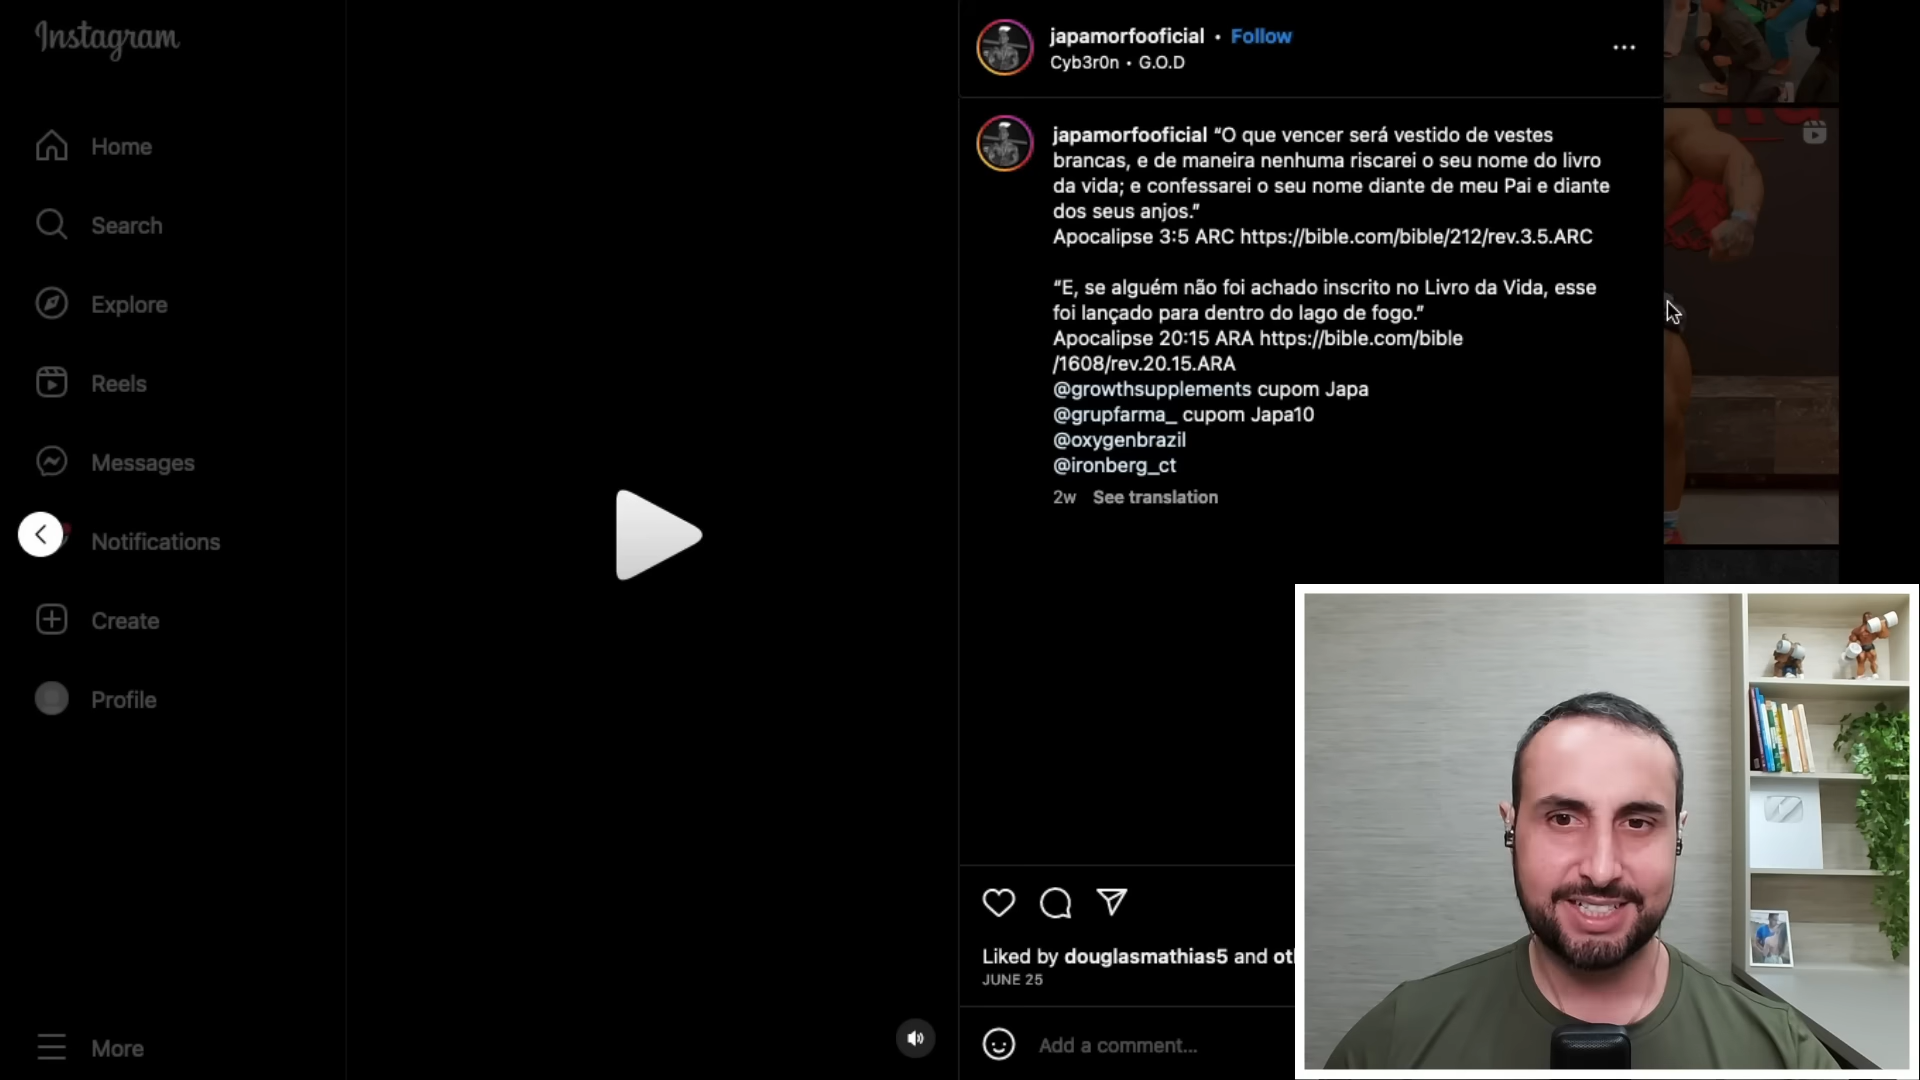 Instagram
Home
Search
Explore
Reels
Messages
Notifications
Create
Profile
More
japamorfooficial • Follow
Cyb3r0n • G.O.D
japamorfooficial “O que vencer será vestido de vestes
brancas, e de maneira nenhuma riscarei o seu nome do livro
da vida; e confessarei o seu nome diante de meu Pai e diante
dos seus anjos.”
Apocalipse 3:5 ARC https://bible.com/bible/212/rev.3.5.ARC
“E, se alguém não foi achado inscrito no Livro da Vida, esse
foi lançado para dentro do lago de fogo.”
Apocalipse 20:15 ARA https://bible.com/bible
/1608/rev.20.15.ARA
@growthsupplements cupom Japa
@grupfarma_ cupom Japa10
@oxygenbrazil
@ironberg_ct
2w See translation
Liked by douglasmathias5 and
JUNE 25
Add a comment...